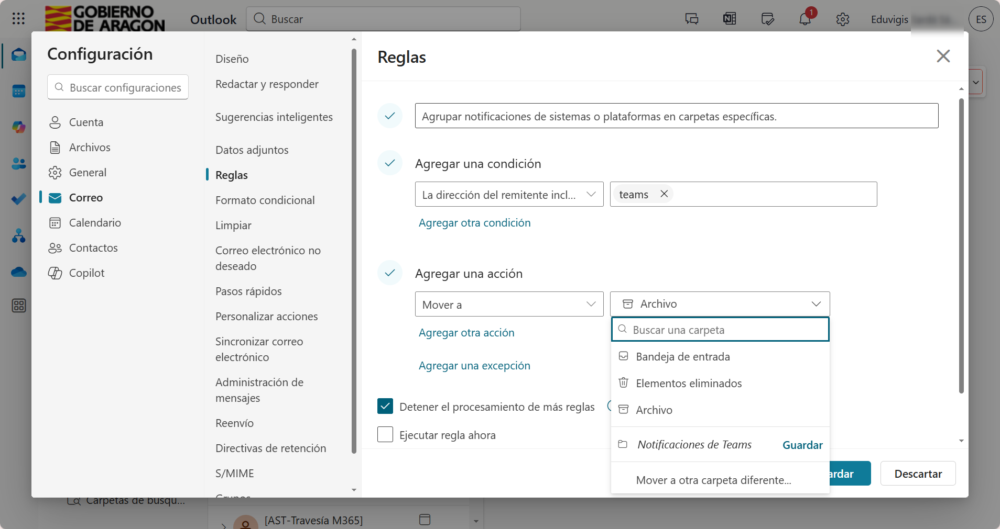 GOBIERNO
DE ARAGON
Outlook
Buscar
1
Eduvigis
ES
Configuración
Buscar configuraciones
Cuenta
Archivos
General
Correo
Calendario
Contactos
Copilot
Diseño
Redactar y responder
Sugerencias inteligentes
Datos adjuntos
Reglas
Formato condicional
Limpiar
Correo electrónico no
deseado
Pasos rápidos
Personalizar acciones
Sincronizar correo
electrónico
Administración de
mensajes
Reenvío
Directivas de retención
S/MIME
Grupos
Reglas
Agrupar notificaciones de sistemas o plataformas en carpetas específicas.
Agregar una condición
La dirección del remitente incl...
teams
Agregar otra condición
Agregar una acción
Mover a
Archivo
Agregar otra acción
Buscar una carpeta
Bandeja de entrada
Agregar una excepción
Elementos eliminados
Detener el procesamiento de más reglas
Archivo
Ejecutar regla ahora
Notificaciones de Teams
Guardar
ardar
Descartar
Mover a otra carpeta diferente...
Carpetas de búsqu...
[AST-Travesía M365]